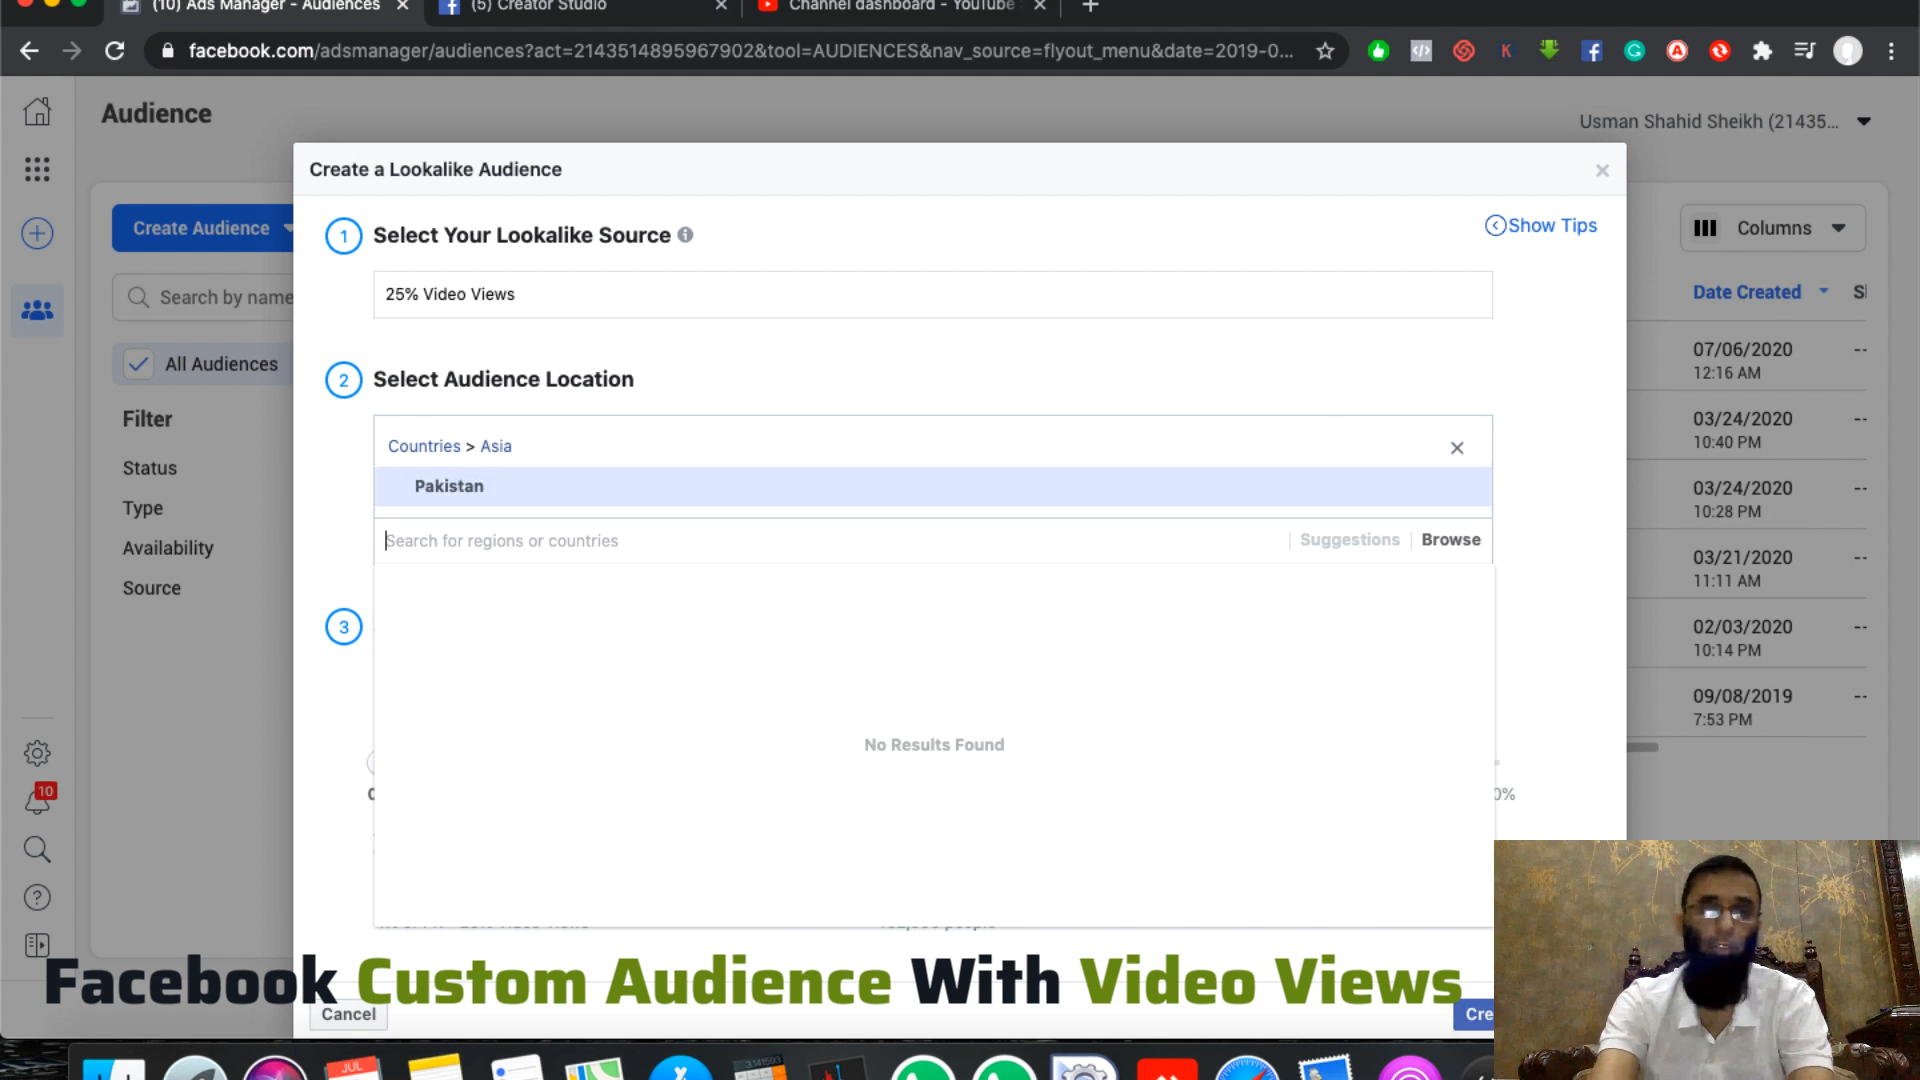 (10) Ads Manager - Audiences
(5) Creator Studio
Channel dashboard - YouTube
facebook.com/adsmanager/audiences?act=2143514895967902&tool=AUDIENCES&nav_source=flyout_menu&date=2019-0...
Audience
Usman Shahid Sheikh (21435...
Create a Lookalike Audience
Create Audience
1 Select Your Lookalike Source
Show Tips
Columns
Search by name
25% Video Views
Date Created
All Audiences
07/06/2020 --
12:16 AM
2 Select Audience Location
Filter
03/24/2020 --
10:40 PM
Countries > Asia
Status
Pakistan
03/24/2020 --
10:28 PM
Type
Search for regions or countries
Suggestions
Browse
Availability
03/21/2020 --
11:11 AM
Source
3
02/03/2020 --
10:14 PM
09/08/2019 --
7:53 PM
No Results Found
10
0%
Facebook Custom Audience With Video Views
Cancel
Cre
JUL